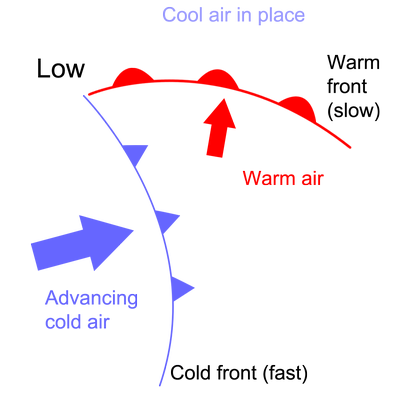 Cool air in place
Low
Warm
front
(slow)
Warm air
Advancing
cold air
Cold front (fast)